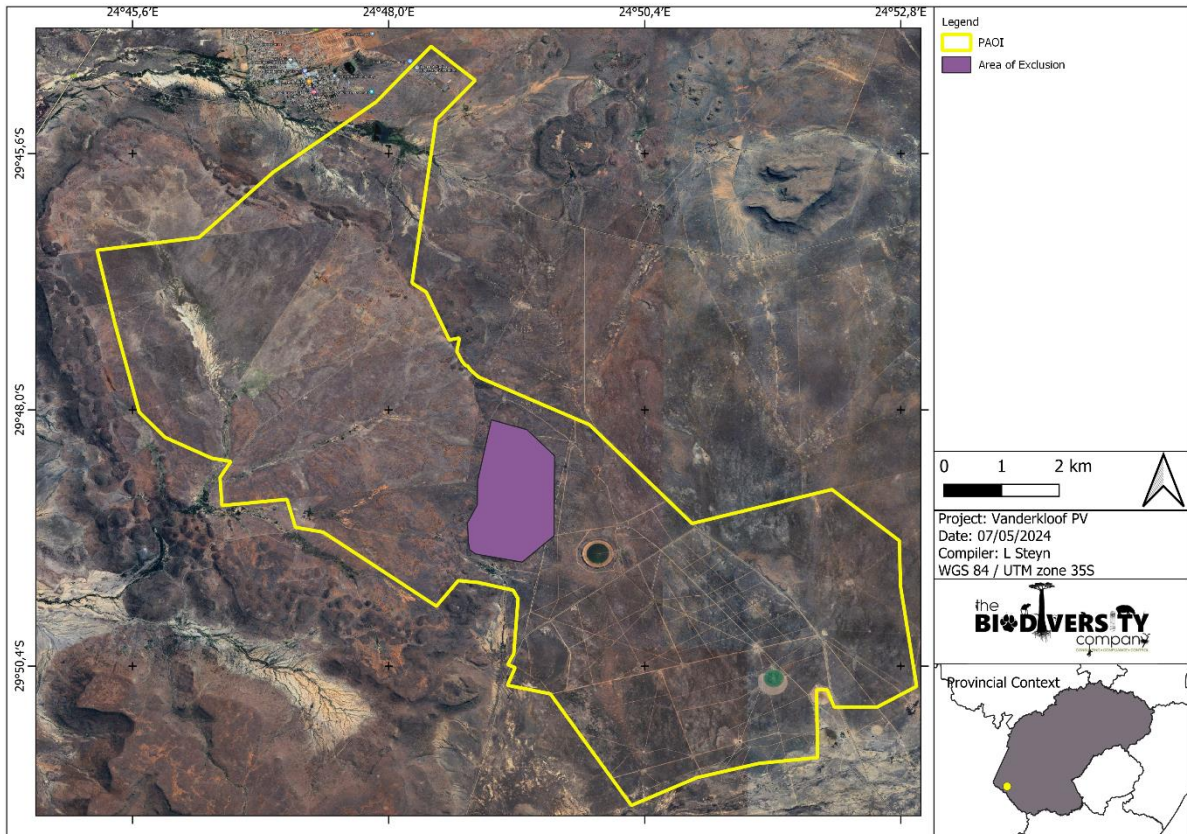 24°45,6'E
24°48,0'E
24°50,4'E
24°52,8'E
29°45,6'S
29°48,0'S
29°50,4'S
Legend
PAOI
Area of Exclusion
0 1 2 km
Project: Vanderkloof PV
Date: 07/05/2024
Compiler: L Steyn
WGS 84 / UTM zone 35S
the
BIODIVERSITY
company
Provincial Context